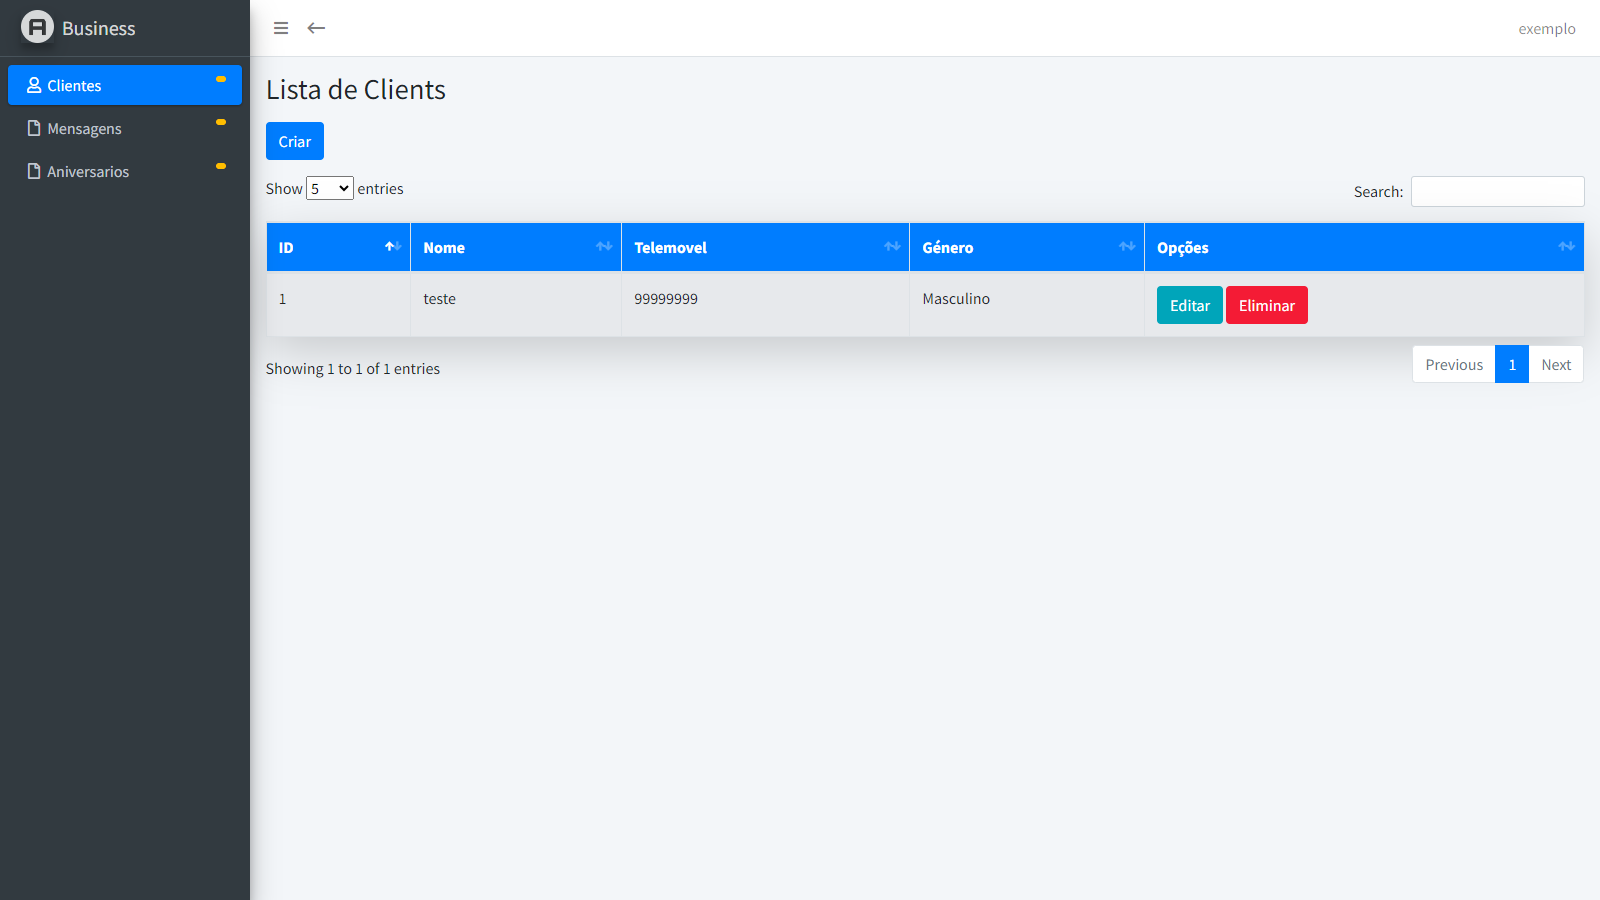 Business
exemplo
Clientes
Mensagens
Aniversarios
Lista de Clients
Criar
Show 5 entries
Search:
ID Nome Telemovel Género Opções
1 teste 99999999 Masculino Editar Eliminar
Showing 1 to 1 of 1 entries
Previous 1 Next